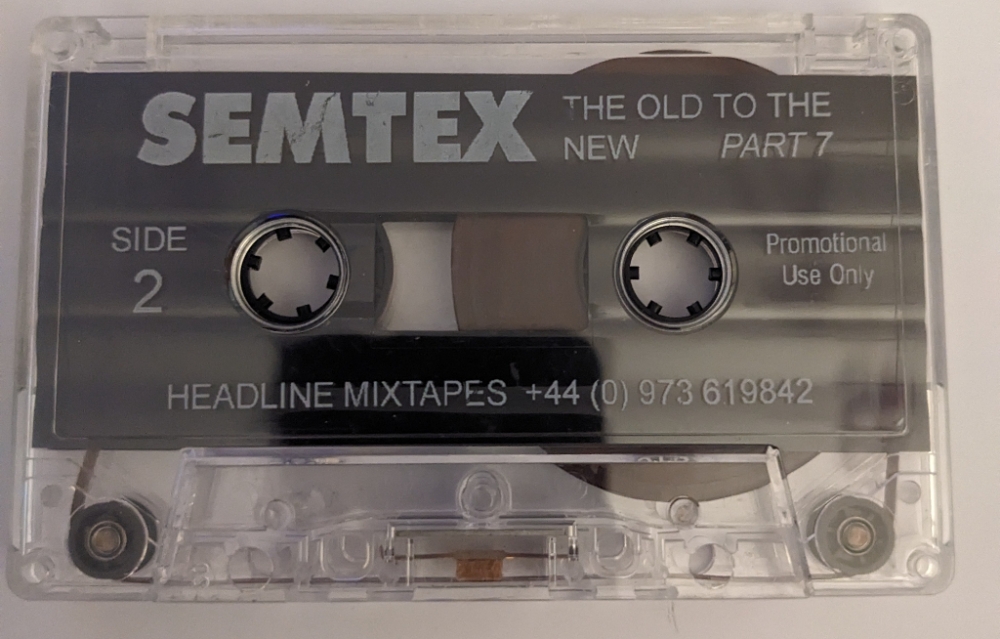 SEMTEX
THE OLD TO THE
NEW PART 7
SIDE
2
Promotional
Use Only
HEADLINE MIXTAPES +44 (0) 973 619842